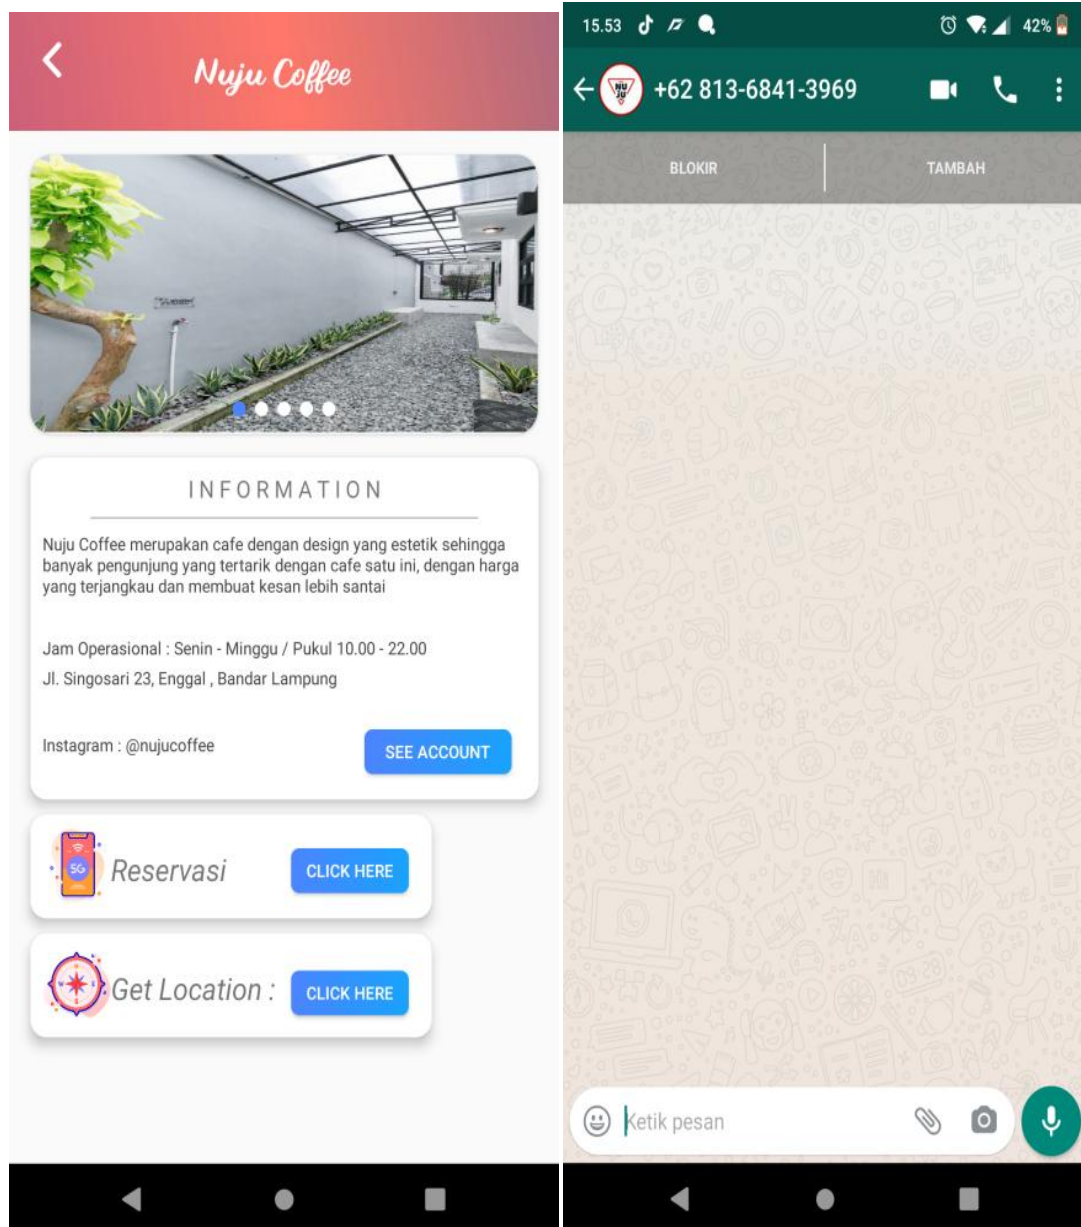 Nuju Coffee
INFORMATION
Nuju Coffee merupakan cafe dengan design yang estetik sehingga
banyak pengunjung yang tertarik dengan cafe satu ini, dengan harga
yang terjangkau dan membuat kesan lebih santai
Jam Operasional : Senin - Minggu / Pukul 10.00 - 22.00
Jl. Singosari 23, Enggal , Bandar Lampung
Instagram : @nujucoffee
SEE ACCOUNT
5G
Reservasi
CLICK HERE
Get Location :
CLICK HERE
15.53
42%
NU
JU
+62 813-6841-3969
BLOKIR
TAMBAH
Ketik pesan